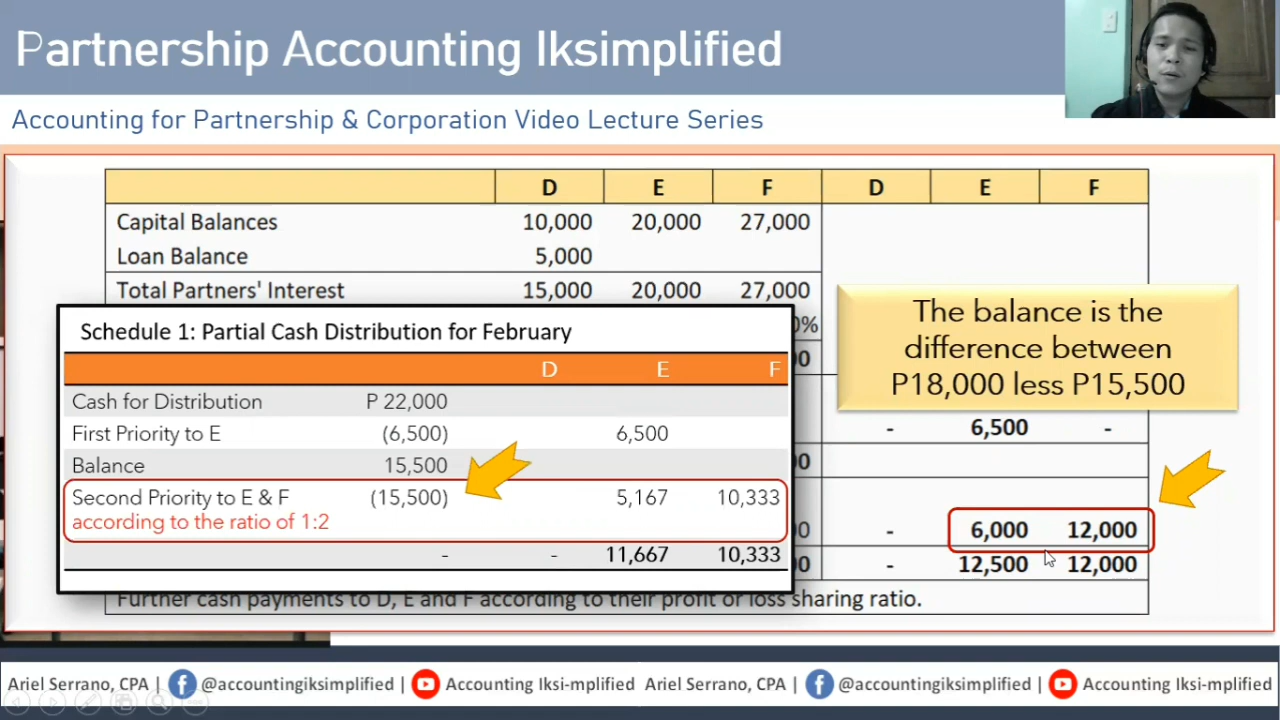 Partnership Accounting Iksimplified
Accounting for Partnership & Corporation Video Lecture Series
D E F D E F
Capital Balances 10,000 20,000 27,000
Loan Balance 5,000
Total Partners' Interest 15,000 20,000 27,000
Schedule 1: Partial Cash Distribution for February
D E F
Cash for Distribution P 22,000
First Priority to E (6,500) 6,500
Balance 15,500
Second Priority to E & F (15,500) 5,167 10,333
according to the ratio of 1:2
- - 11,667 10,333
The balance is the
difference between
P18,000 less P15,500
- 6,500 -
- 6,000 12,000
- 12,500 12,000
Further cash payments to D, E and F according to their profit or loss sharing ratio.
Ariel Serrano, CPA | @accountingiksimplified | Accounting Iksi-mplified Ariel Serrano, CPA | @accountingiksimplified | Accounting Iksi-mplified